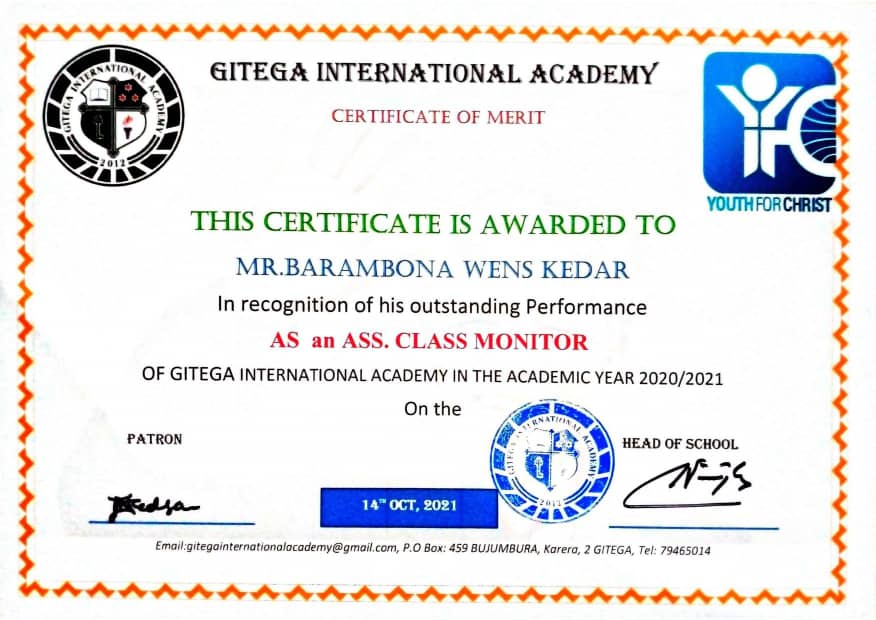 GITEGA INTERNATIONAL ACADEMY
CERTIFICATE OF MERIT
GITEGA INTERNATIONAL ACADEMY
2012
YFC
YOUTH FOR CHRIST
THIS CERTIFICATE IS AWARDED TO
MR.BARAMBONA WENS KEDAR
In recognition of his outstanding Performance
AS an ASS. CLASS MONITOR
OF GITEGA INTERNATIONAL ACADEMY IN THE ACADEMIC YEAR 2020/2021
On the
PATRON
HEAD OF SCHOOL
GITEGA INTERNATIONAL ACADEMY
2012
14TH OCT, 2021
Email:gitegainternationalacademy@gmail.com, P.O Box: 459 BUJUMBURA, Karera, 2 GITEGA, Tel: 79465014